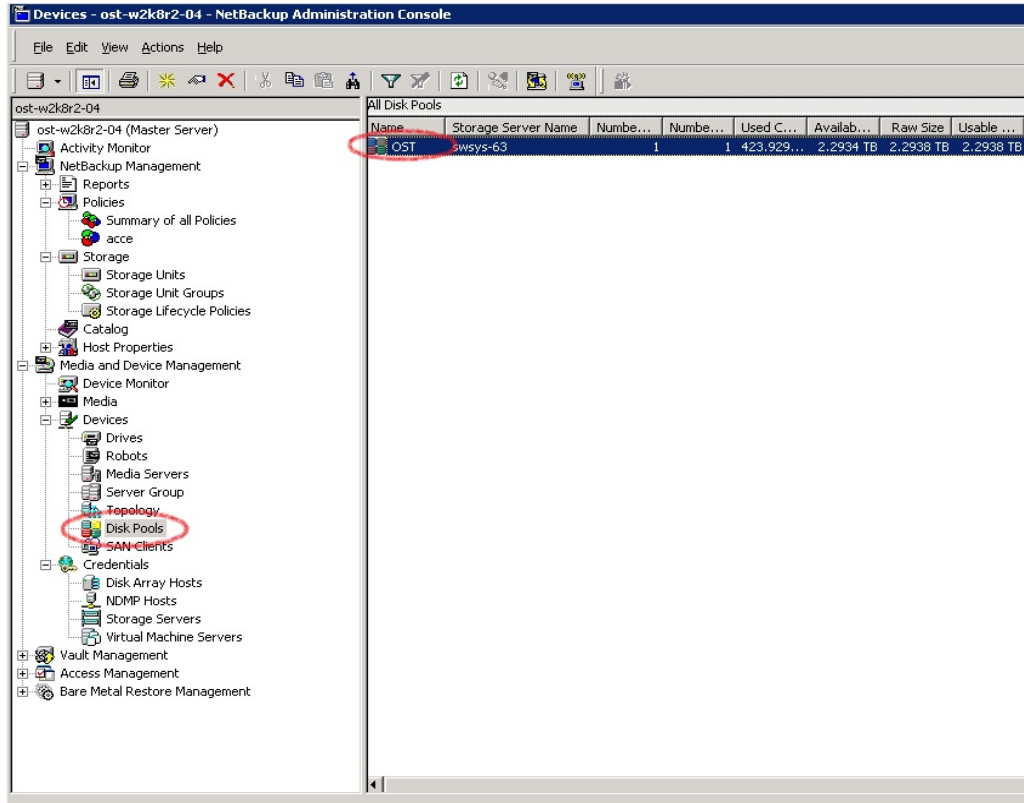 Devices - ost-w2k8r2-04 - NetBackup Administration Console
File Edit View Actions Help
ost-w2k8r2-04
All Disk Pools
ost-w2k8r2-04 (Master Server)
Name Storage Server Name Numbe... Numbe... Used C... Availab... Raw Size Usable ...
OST swsys-63 1 1 423.929... 2.2934 TB 2.2938 TB 2.2938 TB
Activity Monitor
NetBackup Management
Reports
Policies
Summary of all Policies
acce
Storage
Storage Units
Storage Unit Groups
Storage Lifecycle Policies
Catalog
Host Properties
Media and Device Management
Device Monitor
Media
Devices
Drives
Robots
Media Servers
Server Group
Topology
Disk Pools
SAN Clients
Credentials
Disk Array Hosts
NDMP Hosts
Storage Servers
Virtual Machine Servers
Vault Management
Access Management
Bare Metal Restore Management